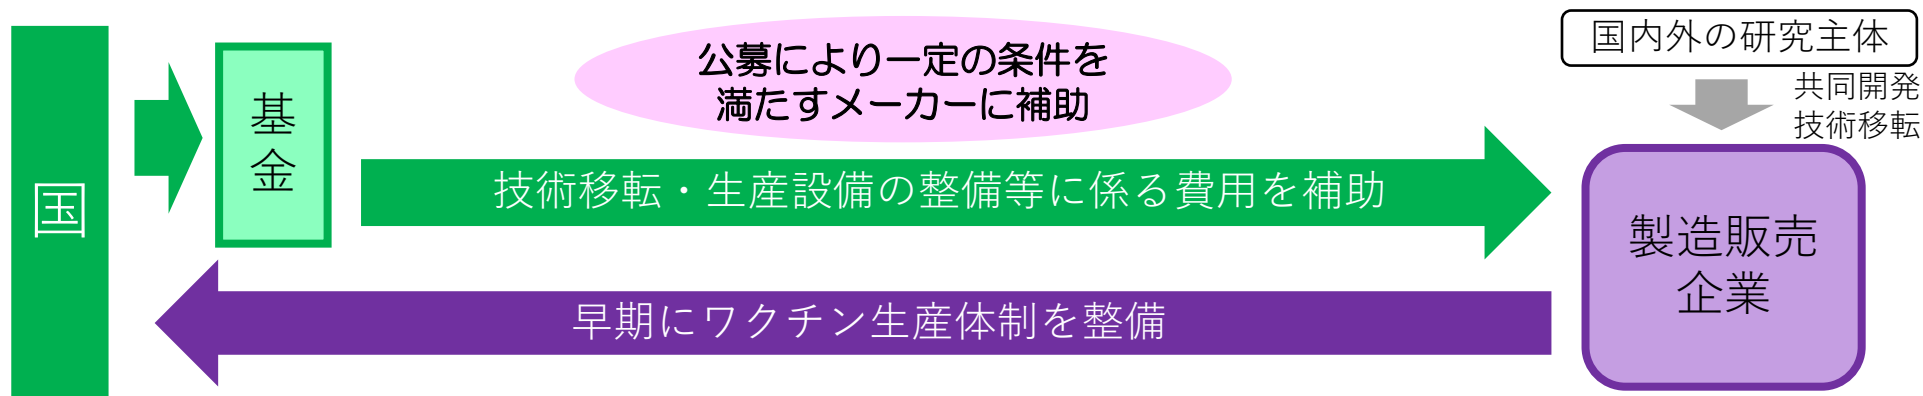 国
基
金
公募により一定の条件を
満たすメーカーに補助
技術移転・生産設備の整備等に係る費用を補助
早期にワクチン生産体制を整備
国内外の研究主体
共同開発
技術移転
製造販売
企業